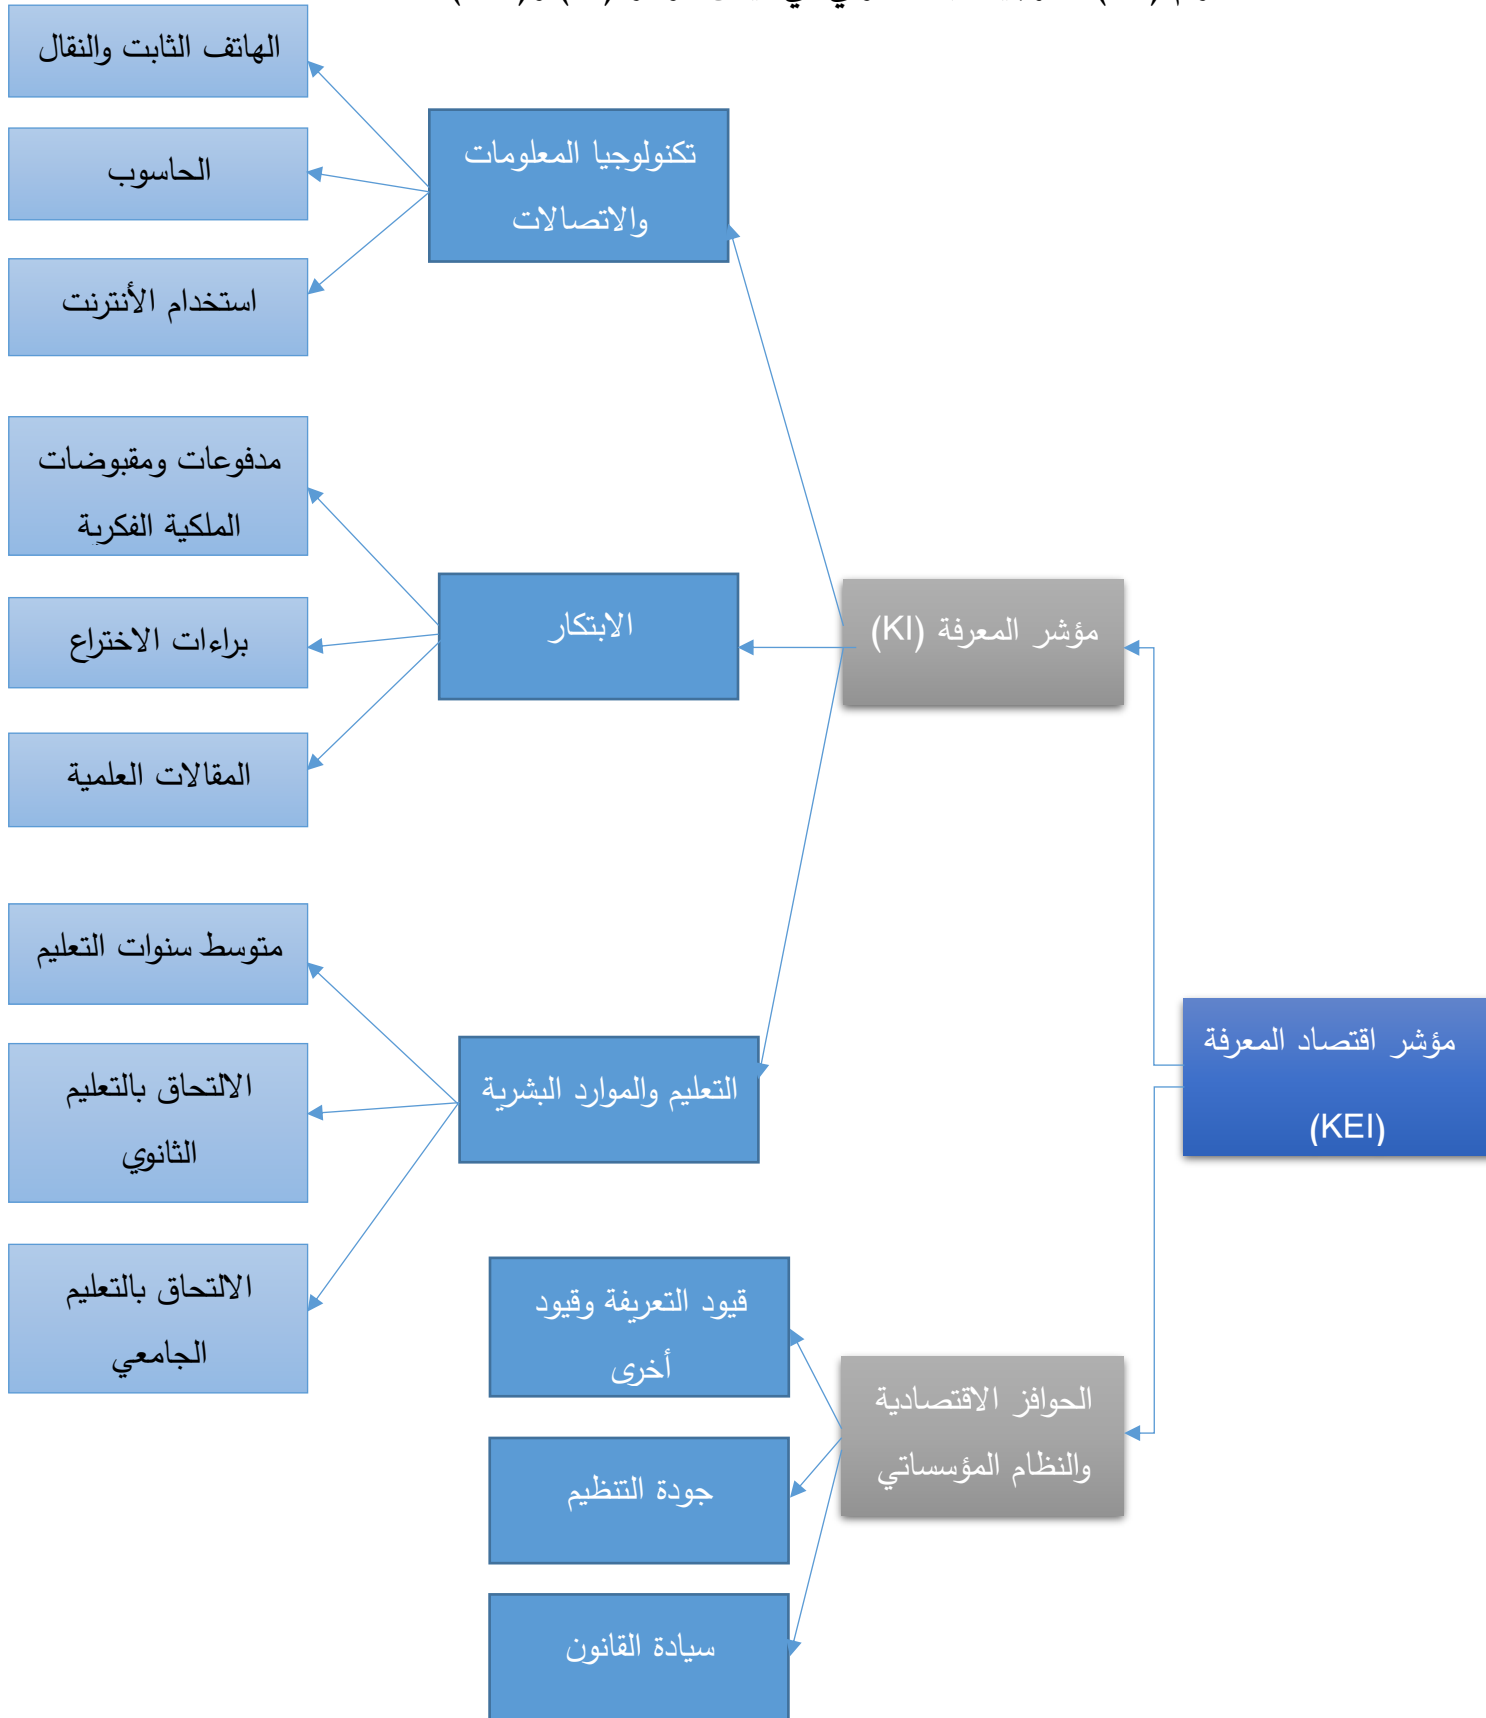 الهاتف الثابت والنقال
تكنولوجيا المعلومات
والاتصالات
الحاسوب
استخدام الأنترنت
مدفوعات ومقبوضات
الملكية الفكرية
الابتكار
مؤشر المعرفة (KI)
براءات الاختراع
المقالات العلمية
متوسط سنوات التعليم
مؤشر اقتصاد المعرفة
(KEI)
التعليم والموارد البشرية
الالتحاق بالتعليم
الثانوي
الالتحاق بالتعليم
الجامعي
قيود التعريفة وقيود
أخرى
الحوافز الاقتصادية
والنظام المؤسساتي
جودة التنظيم
سيادة القانون